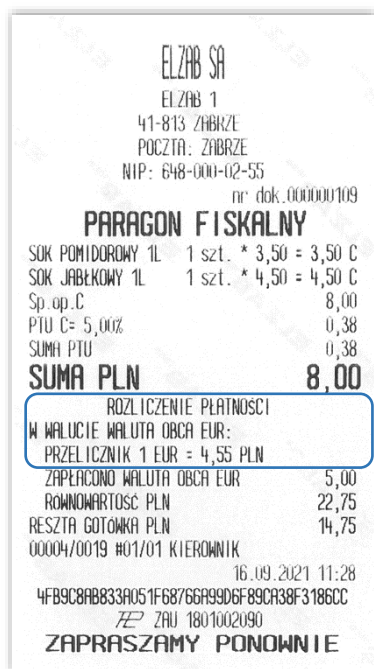 ELZAB SA
ELZAB 1
41-813 ZABRZE
POCZTA: ZABRZE
NIP: 648-000-02-55
nr dok.000000109
PARAGON FISKALNY
SOK POMIDOROWY 1L 1 szt. * 3,50 = 3,50 C
SOK JABŁKOWY 1L 1 szt. * 4,50 = 4,50 C
Sp.op.C 8,00
PTU C= 5,00% 0,38
SUMA PTU 0,38
SUMA PLN 8,00
ROZLICZENIE PŁATNOŚCI
W WALUCIE WALUTA OBCA EUR:
PRZELICZNIK 1 EUR = 4,55 PLN
ZAPŁACONO WALUTA OBCA EUR 5,00
RÓWNOWARTOŚĆ PLN 22,75
RESZTA GOTÓWKA PLN 14,75
00004/0019 #01/01 KIEROWNIK
16.09.2021 11:28
4FB9C8AB833A051F68766A99D6F89CA38F3186CC
ZAU 1801002090
ZAPRASZAMY PONOWNIE